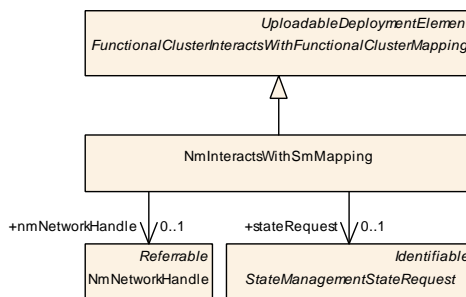 UploadableDeploymentElemen
FunctionalClusterInteractsWithFunctionalClusterMapping
NmInteractsWithSmMapping
+nmNetworkHandle 0..1 +stateRequest 0..1
Referrable Identifiable
NmNetworkHandle StateManagementStateRequest